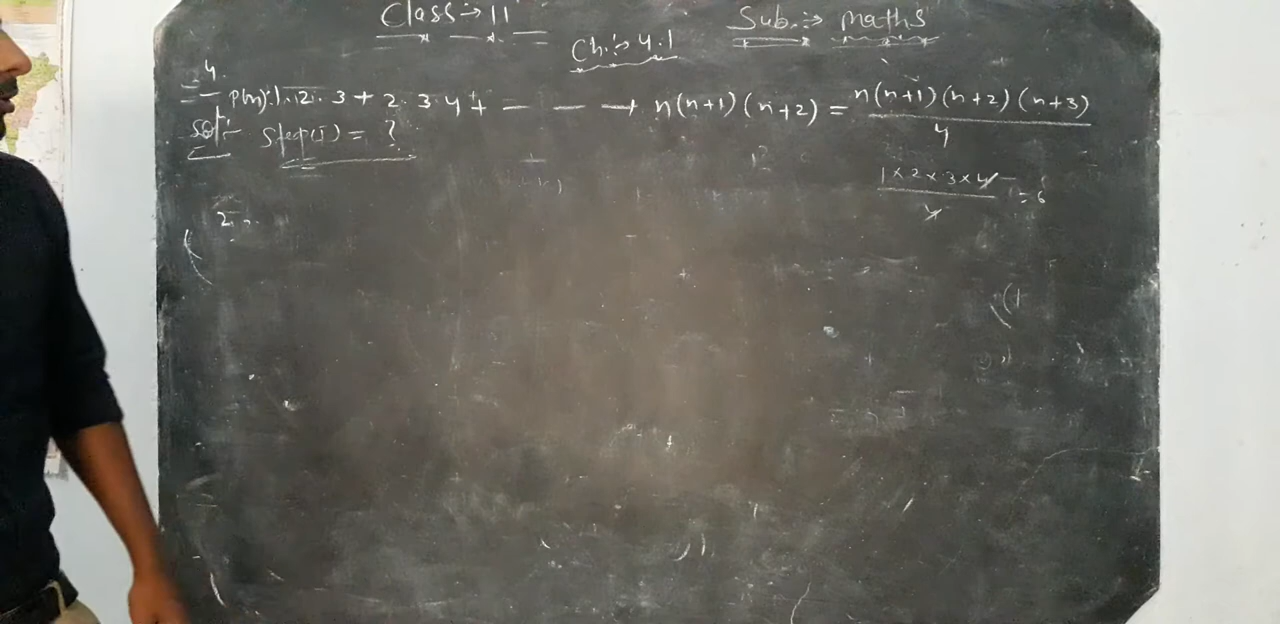 Class:→ 11 Sub.:→ Maths
Ch:→ 4.1
4.
P(n): 1.2.3 + 2.3.4 + — — → n(n+1)(n+2) = n(n+1)(n+2)(n+3) / 4
Sol:- Step(I) = ?
1×2×3×4 / 4 = 6
2.